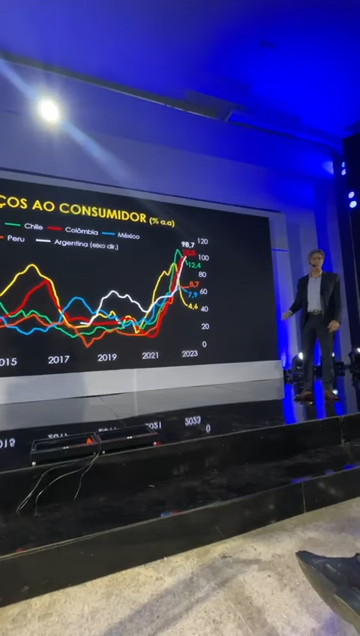 ÇOS AO CONSUMIDOR (% a.a)
Chile Colômbia México
Peru Argentina (eixo dir.)
98,7 120
100
12,4
80
8,7
7,9 60
4,6
40
20
0
2015 2017 2019 2021 2023